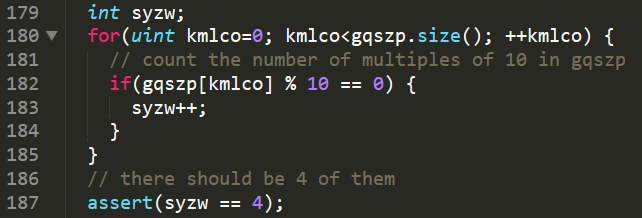 179 int syzw;
180 for(uint kmlco=0; kmlco<gqszp.size(); ++kmlco) {
181 // count the number of multiples of 10 in gqszp
182 if(gqszp[kmlco] % 10 == 0) {
183 syzw++;
184 }
185 }
186 // there should be 4 of them
187 assert(syzw == 4);